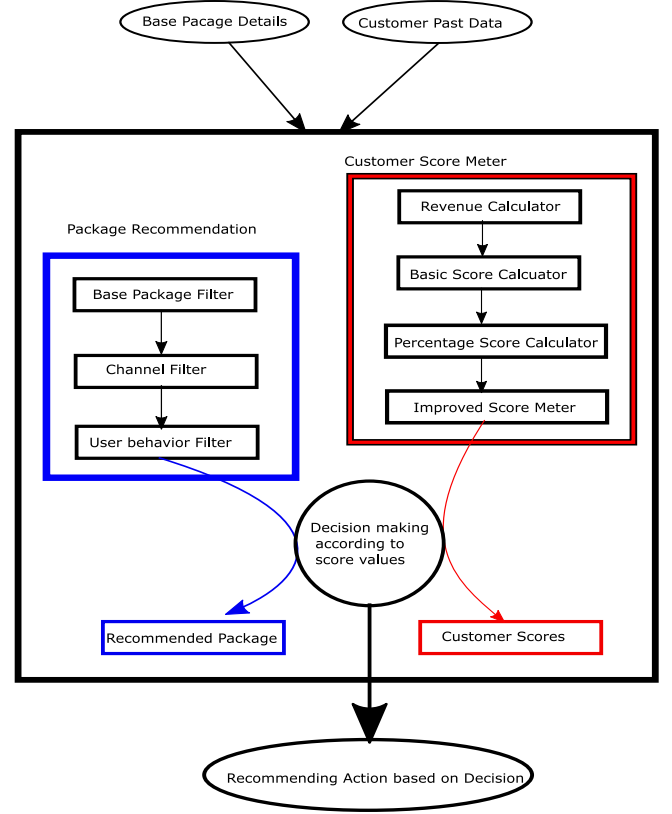 Base Pacage Details
Customer Past Data
Customer Score Meter
Revenue Calculator
Package Recommendation
Basic Score Calcuator
Base Package Filter
Percentage Score Calculator
Channel Filter
Improved Score Meter
User behavior Filter
Decision making
according to
score values
Recommended Package
Customer Scores
Recommending Action based on Decision